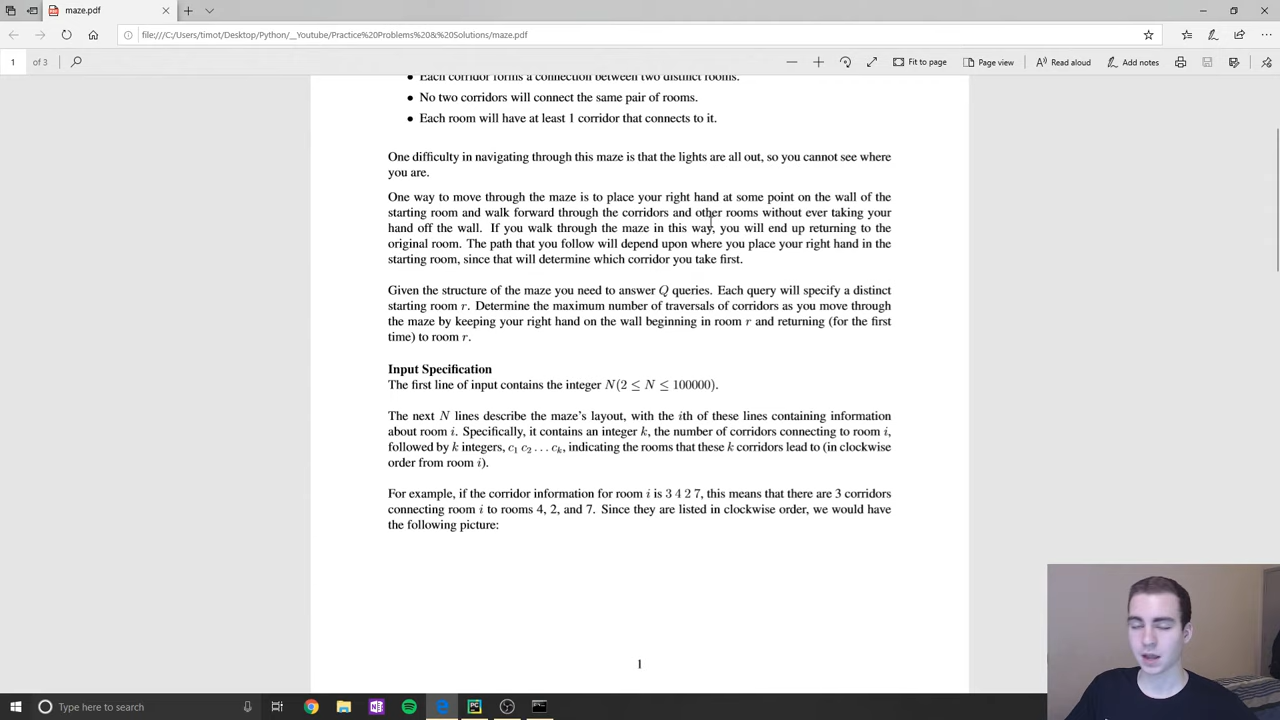 maze.pdf
file:///C:/Users/timot/Desktop/Python/__Youtube/Practice%20Problems%20&%20Solutions/maze.pdf
1 of 3 Fit to page Page view Read aloud Add notes
• Each corridor forms a connection between two distinct rooms.
• No two corridors will connect the same pair of rooms.
• Each room will have at least 1 corridor that connects to it.
One difficulty in navigating through this maze is that the lights are all out, so you cannot see where
you are.
One way to move through the maze is to place your right hand at some point on the wall of the
starting room and walk forward through the corridors and other rooms without ever taking your
hand off the wall. If you walk through the maze in this way, you will end up returning to the
original room. The path that you follow will depend upon where you place your right hand in the
starting room, since that will determine which corridor you take first.
Given the structure of the maze you need to answer Q queries. Each query will specify a distinct
starting room r. Determine the maximum number of traversals of corridors as you move through
the maze by keeping your right hand on the wall beginning in room r and returning (for the first
time) to room r.
Input Specification
The first line of input contains the integer N(2 ≤ N ≤ 100000).
The next N lines describe the maze's layout, with the ith of these lines containing information
about room i. Specifically, it contains an integer k, the number of corridors connecting to room i,
followed by k integers, c₁ c₂ … cₖ, indicating the rooms that these k corridors lead to (in clockwise
order from room i).
For example, if the corridor information for room i is 3 4 2 7, this means that there are 3 corridors
connecting room i to rooms 4, 2, and 7. Since they are listed in clockwise order, we would have
the following picture:
1
Type here to search